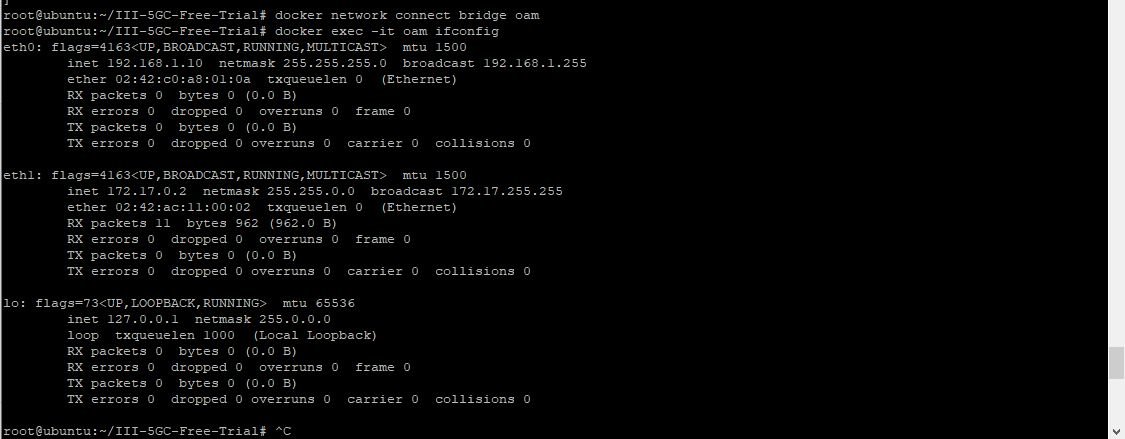 ]
root@ubuntu:~/III-5GC-Free-Trial# docker network connect bridge oam
root@ubuntu:~/III-5GC-Free-Trial# docker exec -it oam ifconfig
eth0: flags=4163<UP,BROADCAST,RUNNING,MULTICAST>  mtu 1500
        inet 192.168.1.10  netmask 255.255.255.0  broadcast 192.168.1.255
        ether 02:42:c0:a8:01:0a  txqueuelen 0  (Ethernet)
        RX packets 0  bytes 0 (0.0 B)
        RX errors 0  dropped 0  overruns 0  frame 0
        TX packets 0  bytes 0 (0.0 B)
        TX errors 0  dropped 0 overruns 0  carrier 0  collisions 0

eth1: flags=4163<UP,BROADCAST,RUNNING,MULTICAST>  mtu 1500
        inet 172.17.0.2  netmask 255.255.0.0  broadcast 172.17.255.255
        ether 02:42:ac:11:00:02  txqueuelen 0  (Ethernet)
        RX packets 11  bytes 962 (962.0 B)
        RX errors 0  dropped 0  overruns 0  frame 0
        TX packets 0  bytes 0 (0.0 B)
        TX errors 0  dropped 0 overruns 0  carrier 0  collisions 0

lo: flags=73<UP,LOOPBACK,RUNNING>  mtu 65536
        inet 127.0.0.1  netmask 255.0.0.0
        loop  txqueuelen 1000  (Local Loopback)
        RX packets 0  bytes 0 (0.0 B)
        RX errors 0  dropped 0  overruns 0  frame 0
        TX packets 0  bytes 0 (0.0 B)
        TX errors 0  dropped 0 overruns 0  carrier 0  collisions 0

root@ubuntu:~/III-5GC-Free-Trial# ^C